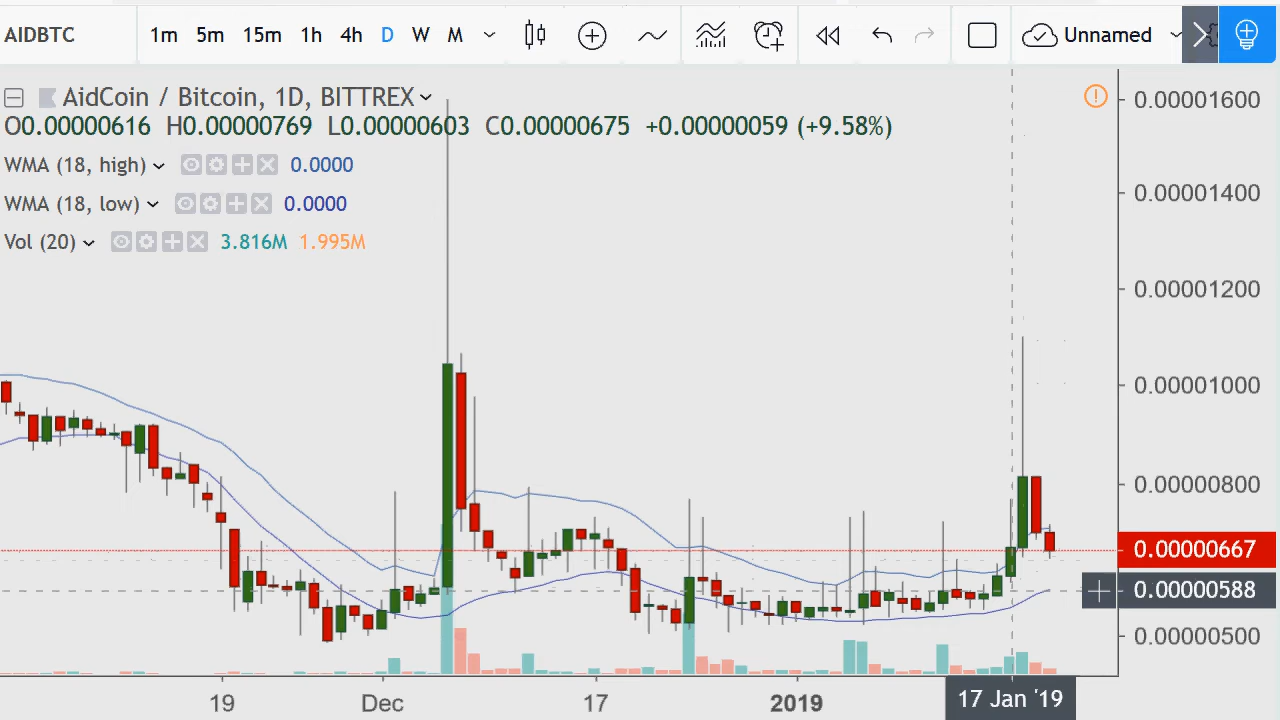 AIDBTC 1m 5m 15m 1h 4h D W M Unnamed
AidCoin / Bitcoin, 1D, BITTREX
O0.00000616 H0.00000769 L0.00000603 C0.00000675 +0.00000059 (+9.58%)
WMA (18, high) 0.0000
WMA (18, low) 0.0000
Vol (20) 3.816M 1.995M
0.00001600
0.00001400
0.00001200
0.00001000
0.00000800
0.00000667
0.00000588
0.00000500
19 Dec 17 2019 17 Jan '19